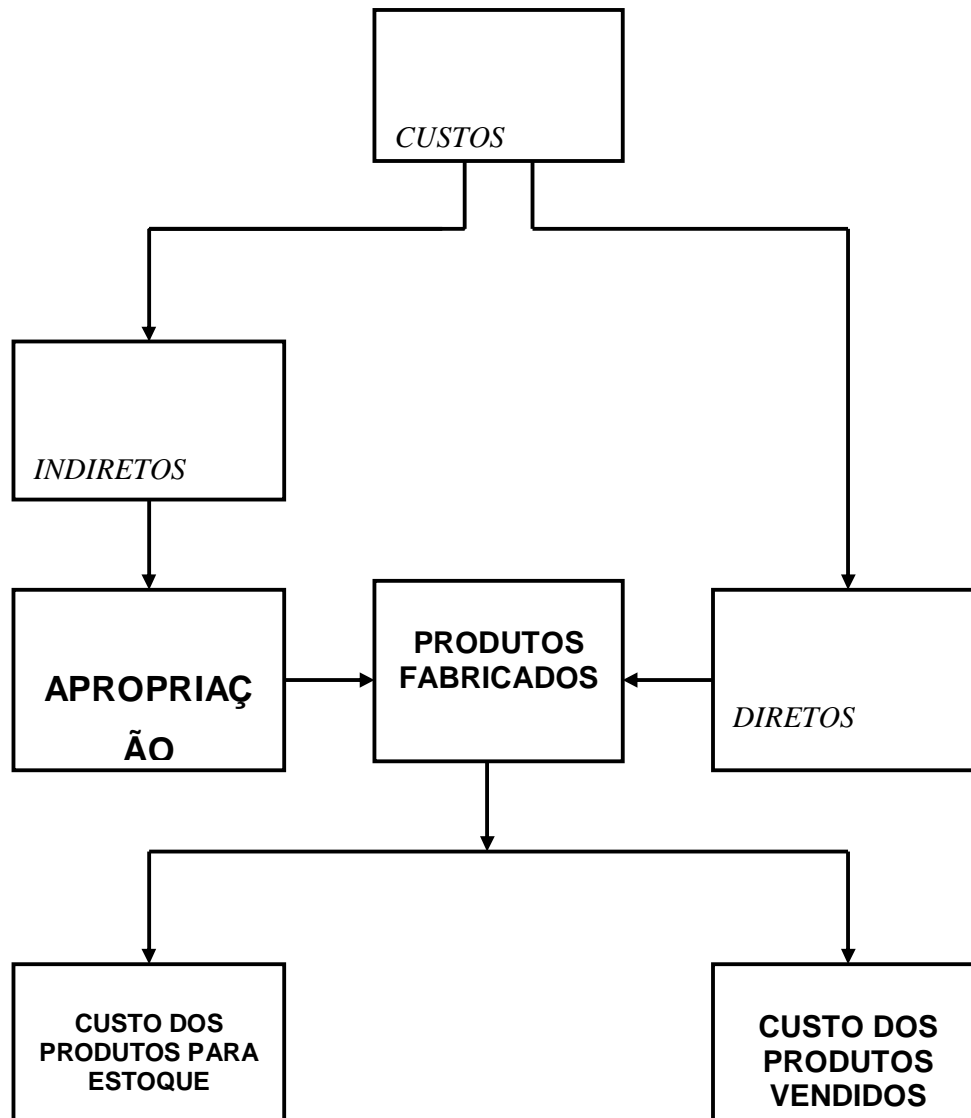 CUSTOS
INDIRETOS
APROPRIAÇ
ÃO
PRODUTOS
FABRICADOS
DIRETOS
CUSTO DOS
PRODUTOS PARA
ESTOQUE
CUSTO DOS
PRODUTOS
VENDIDOS